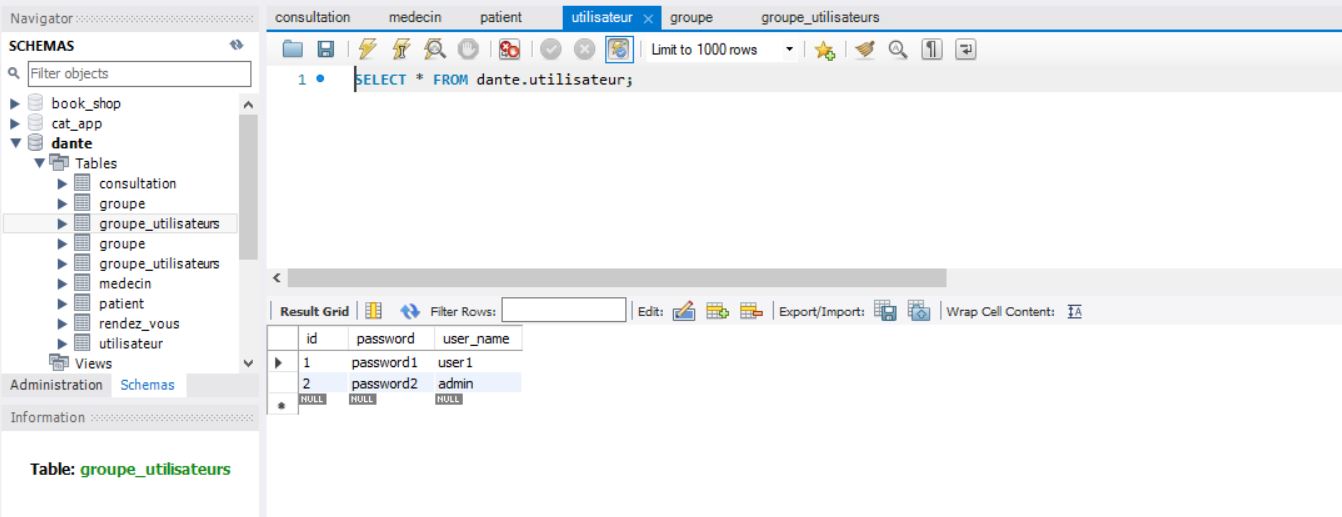 Navigator
SCHEMAS
Filter objects
book_shop
cat_app
dante
Tables
consultation
groupe
groupe_utilisateurs
groupe
groupe_utilisateurs
medecin
patient
rendez_vous
utilisateur
Views
Administration Schemas
Information
Table: groupe_utilisateurs
consultation medecin patient utilisateur × groupe groupe_utilisateurs
Limit to 1000 rows
1 SELECT * FROM dante.utilisateur;
Result Grid Filter Rows: Edit: Export/Import: Wrap Cell Content: IA
id password user_name
1 password1 user1
2 password2 admin
NULL NULL NULL